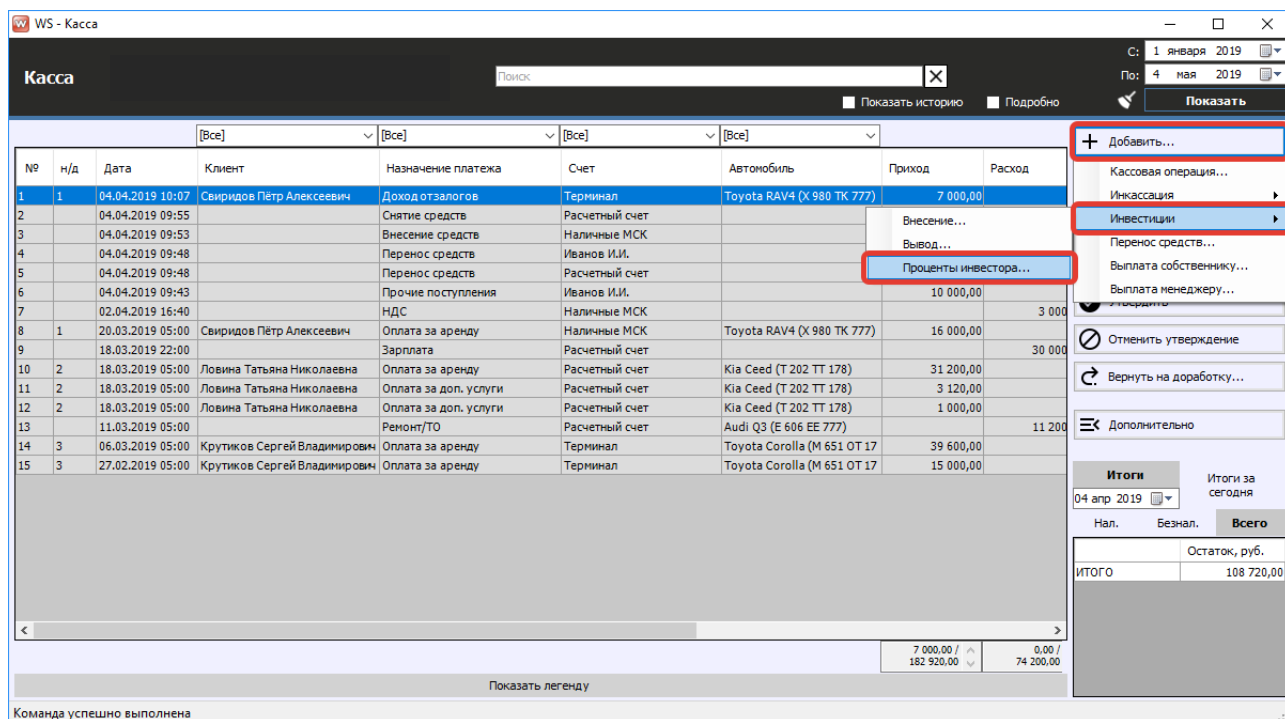 WS - Касса
Касса
Поиск
Показать историю
Подробно
С: 1 января 2019
По: 4 мая 2019
Показать
[Все] [Все] [Все] [Все]
№ н/д Дата Клиент Назначение платежа Счет Автомобиль Приход Расход
1 1 04.04.2019 10:07 Свиридов Пётр Алексеевич Доход от залогов Терминал Toyota RAV4 (X 980 TK 777) 7 000,00
2 04.04.2019 09:55 Снятие средств Расчетный счет
3 04.04.2019 09:53 Внесение средств Наличные МСК
4 04.04.2019 09:48 Перенос средств Иванов И.И.
5 04.04.2019 09:48 Перенос средств Расчетный счет
6 04.04.2019 09:43 Прочие поступления Иванов И.И. 10 000,00
7 02.04.2019 16:40 НДС Наличные МСК 3 000
8 1 20.03.2019 05:00 Свиридов Пётр Алексеевич Оплата за аренду Наличные МСК Toyota RAV4 (X 980 TK 777) 16 000,00
9 18.03.2019 22:00 Зарплата Расчетный счет 30 000
10 2 18.03.2019 05:00 Ловина Татьяна Николаевна Оплата за аренду Расчетный счет Kia Ceed (T 202 TT 178) 31 200,00
11 2 18.03.2019 05:00 Ловина Татьяна Николаевна Оплата за доп. услуги Расчетный счет Kia Ceed (T 202 TT 178) 3 120,00
12 2 18.03.2019 05:00 Ловина Татьяна Николаевна Оплата за доп. услуги Расчетный счет Kia Ceed (T 202 TT 178) 1 000,00
13 11.03.2019 05:00 Ремонт/ТО Расчетный счет Audi Q3 (E 606 EE 777) 11 200
14 3 06.03.2019 05:00 Крутиков Сергей Владимирович Оплата за аренду Терминал Toyota Corolla (M 651 OT 17 39 600,00
15 3 27.02.2019 05:00 Крутиков Сергей Владимирович Оплата за аренду Терминал Toyota Corolla (M 651 OT 17 15 000,00
Внесение...
Вывод...
Проценты инвестора...
Добавить...
Кассовая операция...
Инкассация
Инвестиции
Перенос средств...
Выплата собственнику...
Выплата менеджеру...
Утвердить
Отменить утверждение
Вернуть на доработку...
Дополнительно
Итоги
Итоги за
сегодня
04 апр 2019
Нал. Безнал. Всего
Остаток, руб.
ИТОГО 108 720,00
7 000,00 / 0,00 /
182 920,00 74 200,00
Показать легенду
Команда успешно выполнена